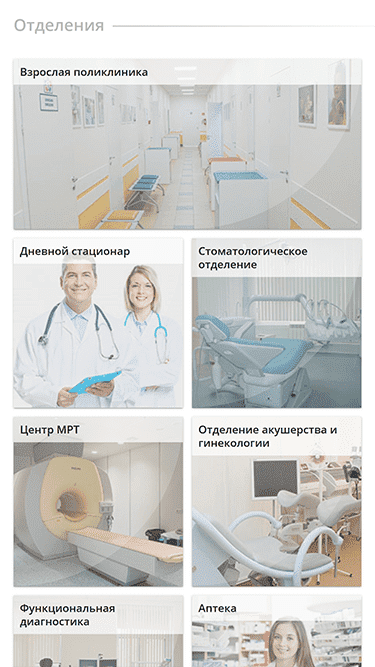 Отделения
Взрослая поликлиника
Дневной стационар
Стоматологическое
отделение
Центр МРТ
Отделение акушерства и
гинекологии
Функциональная
диагностика
Аптека